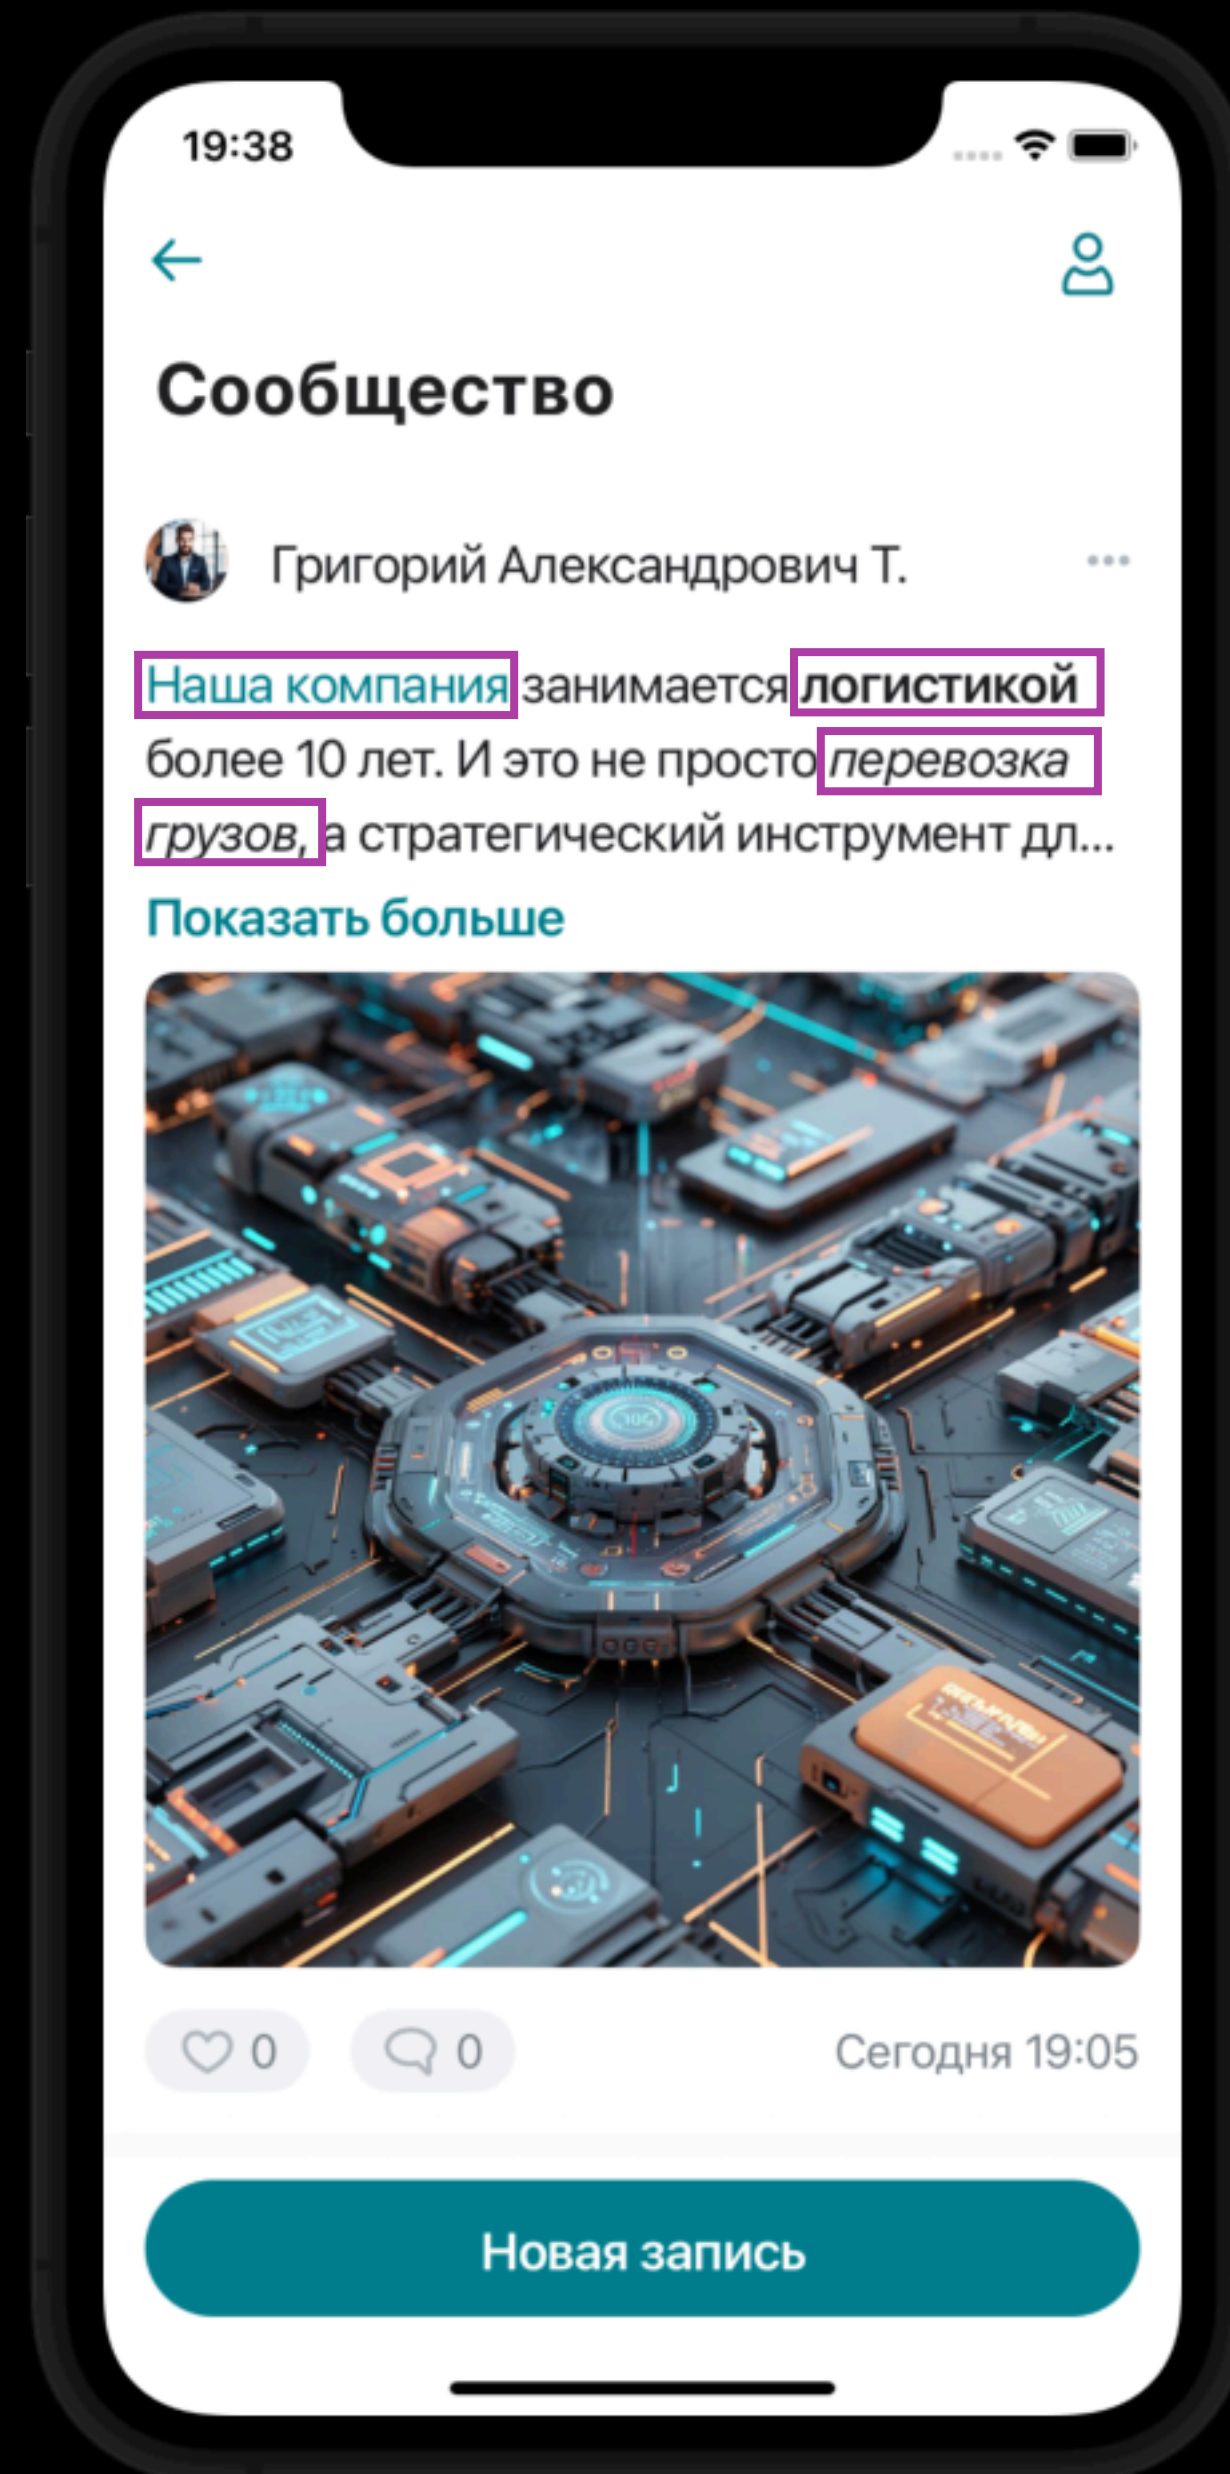 19:38
Сообщество
Григорий Александрович Т.
Наша компания занимается логистикой
более 10 лет. И это не просто перевозка
грузов, а стратегический инструмент дл...
Показать больше
0
0
Сегодня 19:05
Новая запись